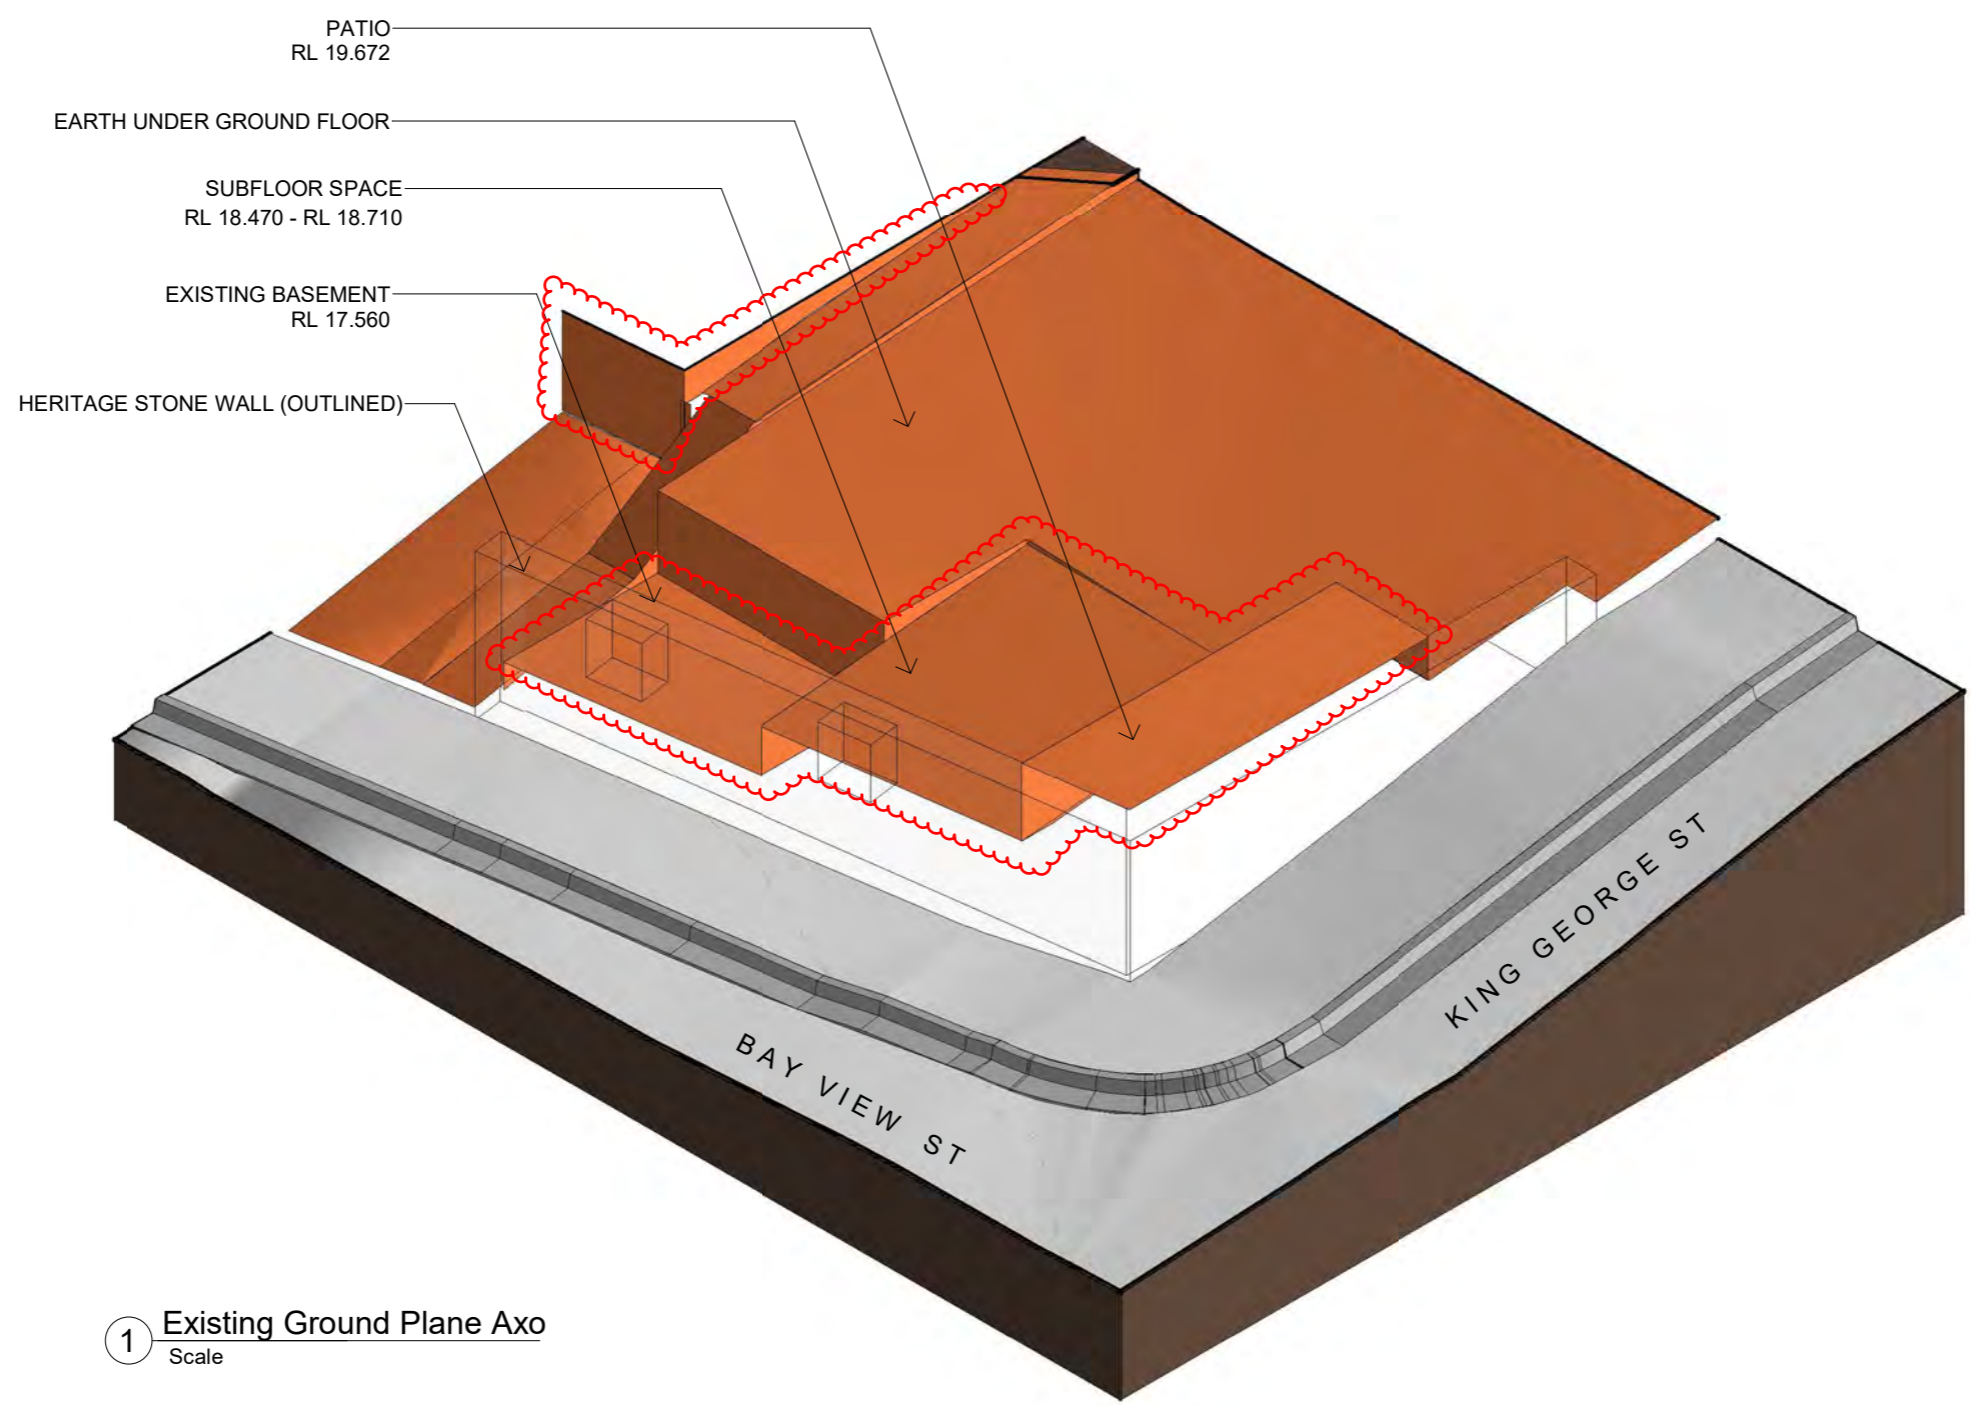 PATIO
RL 19.672
EARTH UNDER GROUND FLOOR
SUBFLOOR SPACE
RL 18.470 - RL 18.710
EXISTING BASEMENT
RL 17.560
HERITAGE STONE WALL (OUTLINED)
KING GEORGE ST
BAY VIEW ST
1 Existing Ground Plane Axo
Scale